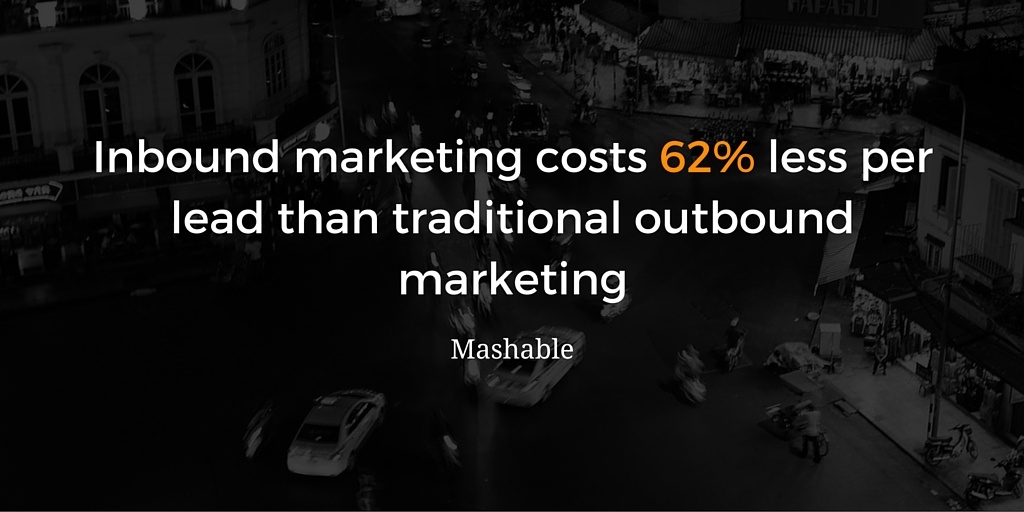 Inbound marketing costs 62% less per
lead than traditional outbound
marketing
Mashable